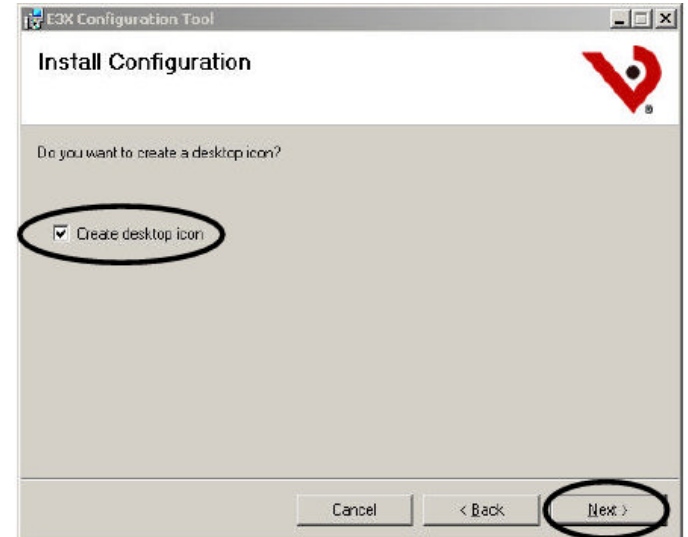 E3X Configuration Tool
Install Configuration
Do you want to create a desktop icon?
Create desktop icon
Cancel
< Back
Next >